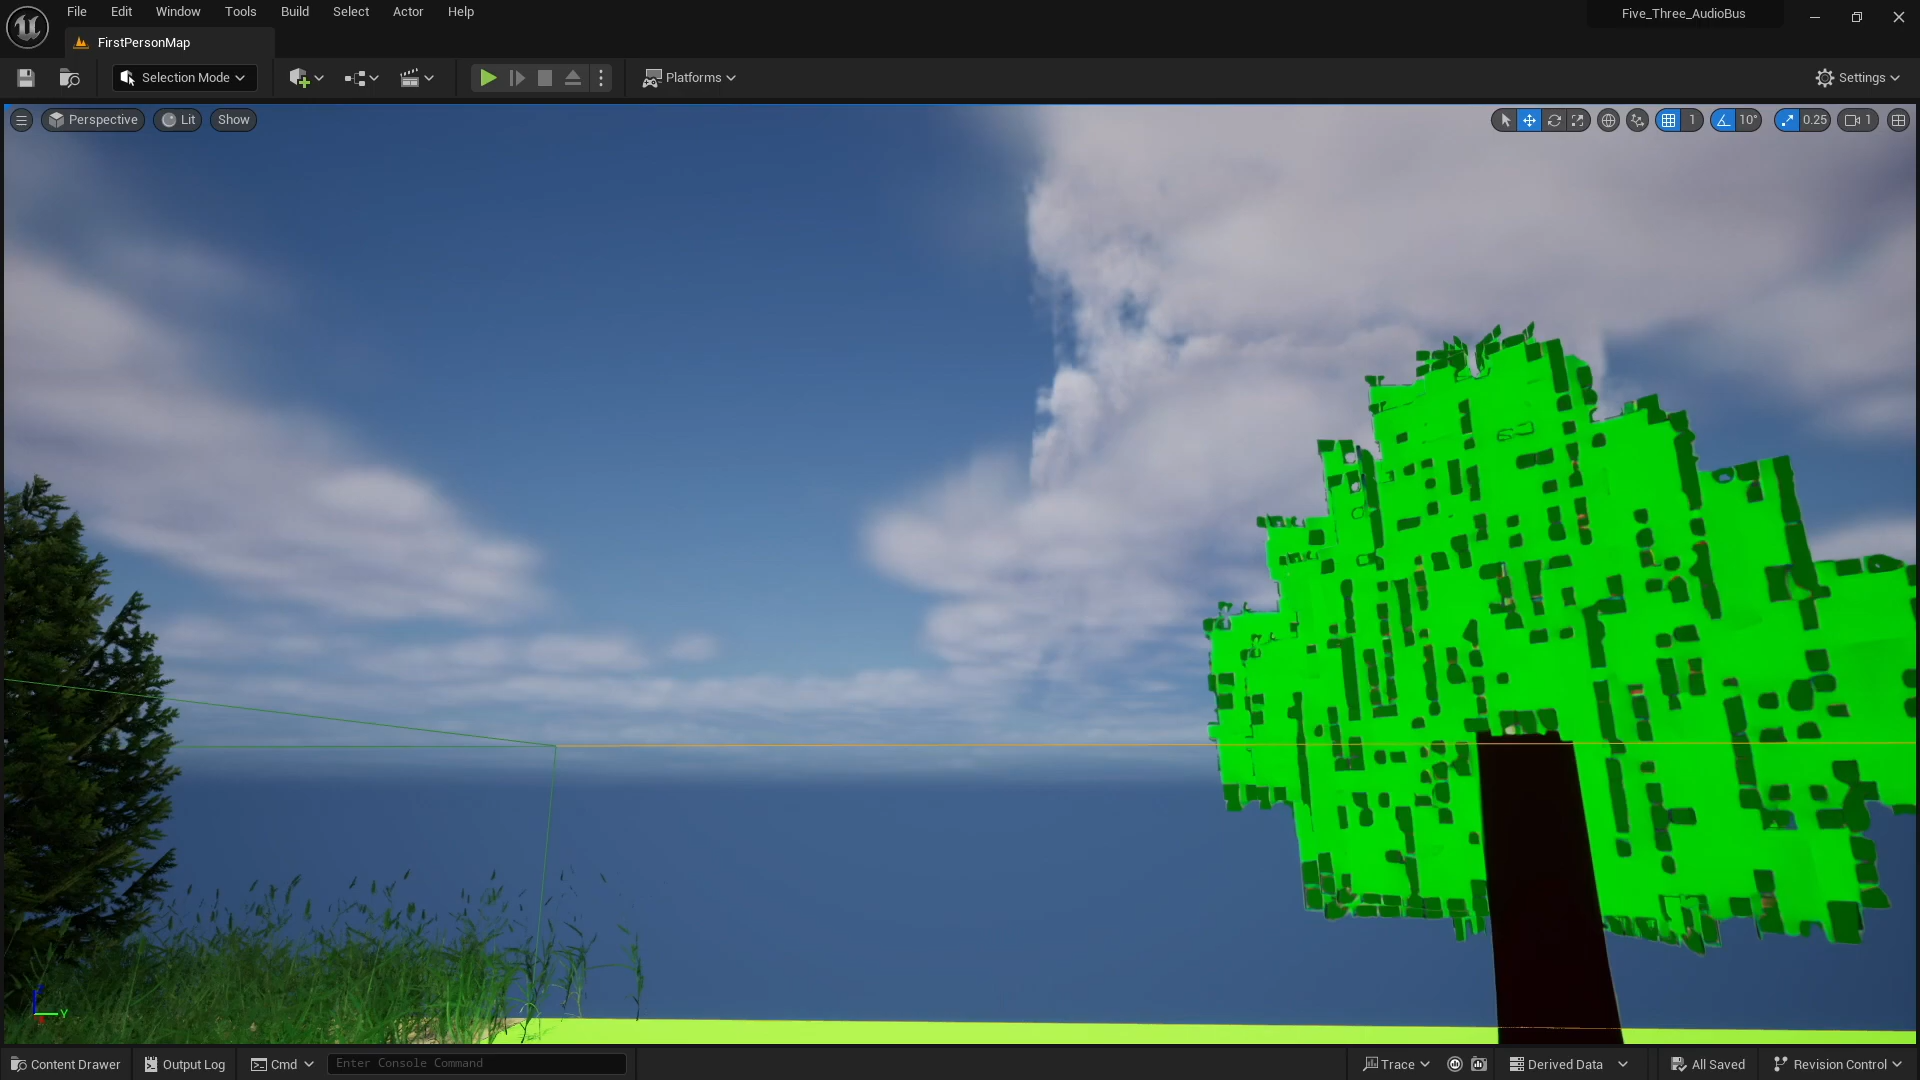 File Edit Window Tools Build Select Actor Help
Five_Three_AudioBus
FirstPersonMap
Selection Mode
Platforms
Settings
Perspective Lit Show
1 10° 0.25 1
Y
Content Drawer Output Log Cmd Enter Console Command
Trace Derived Data All Saved Revision Control